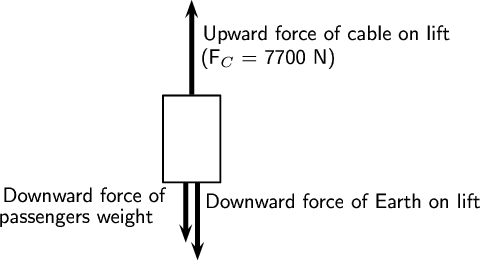 Upward force of cable on lift
(F_C = 7700 N)
Downward force of
passengers weight
Downward force of Earth on lift